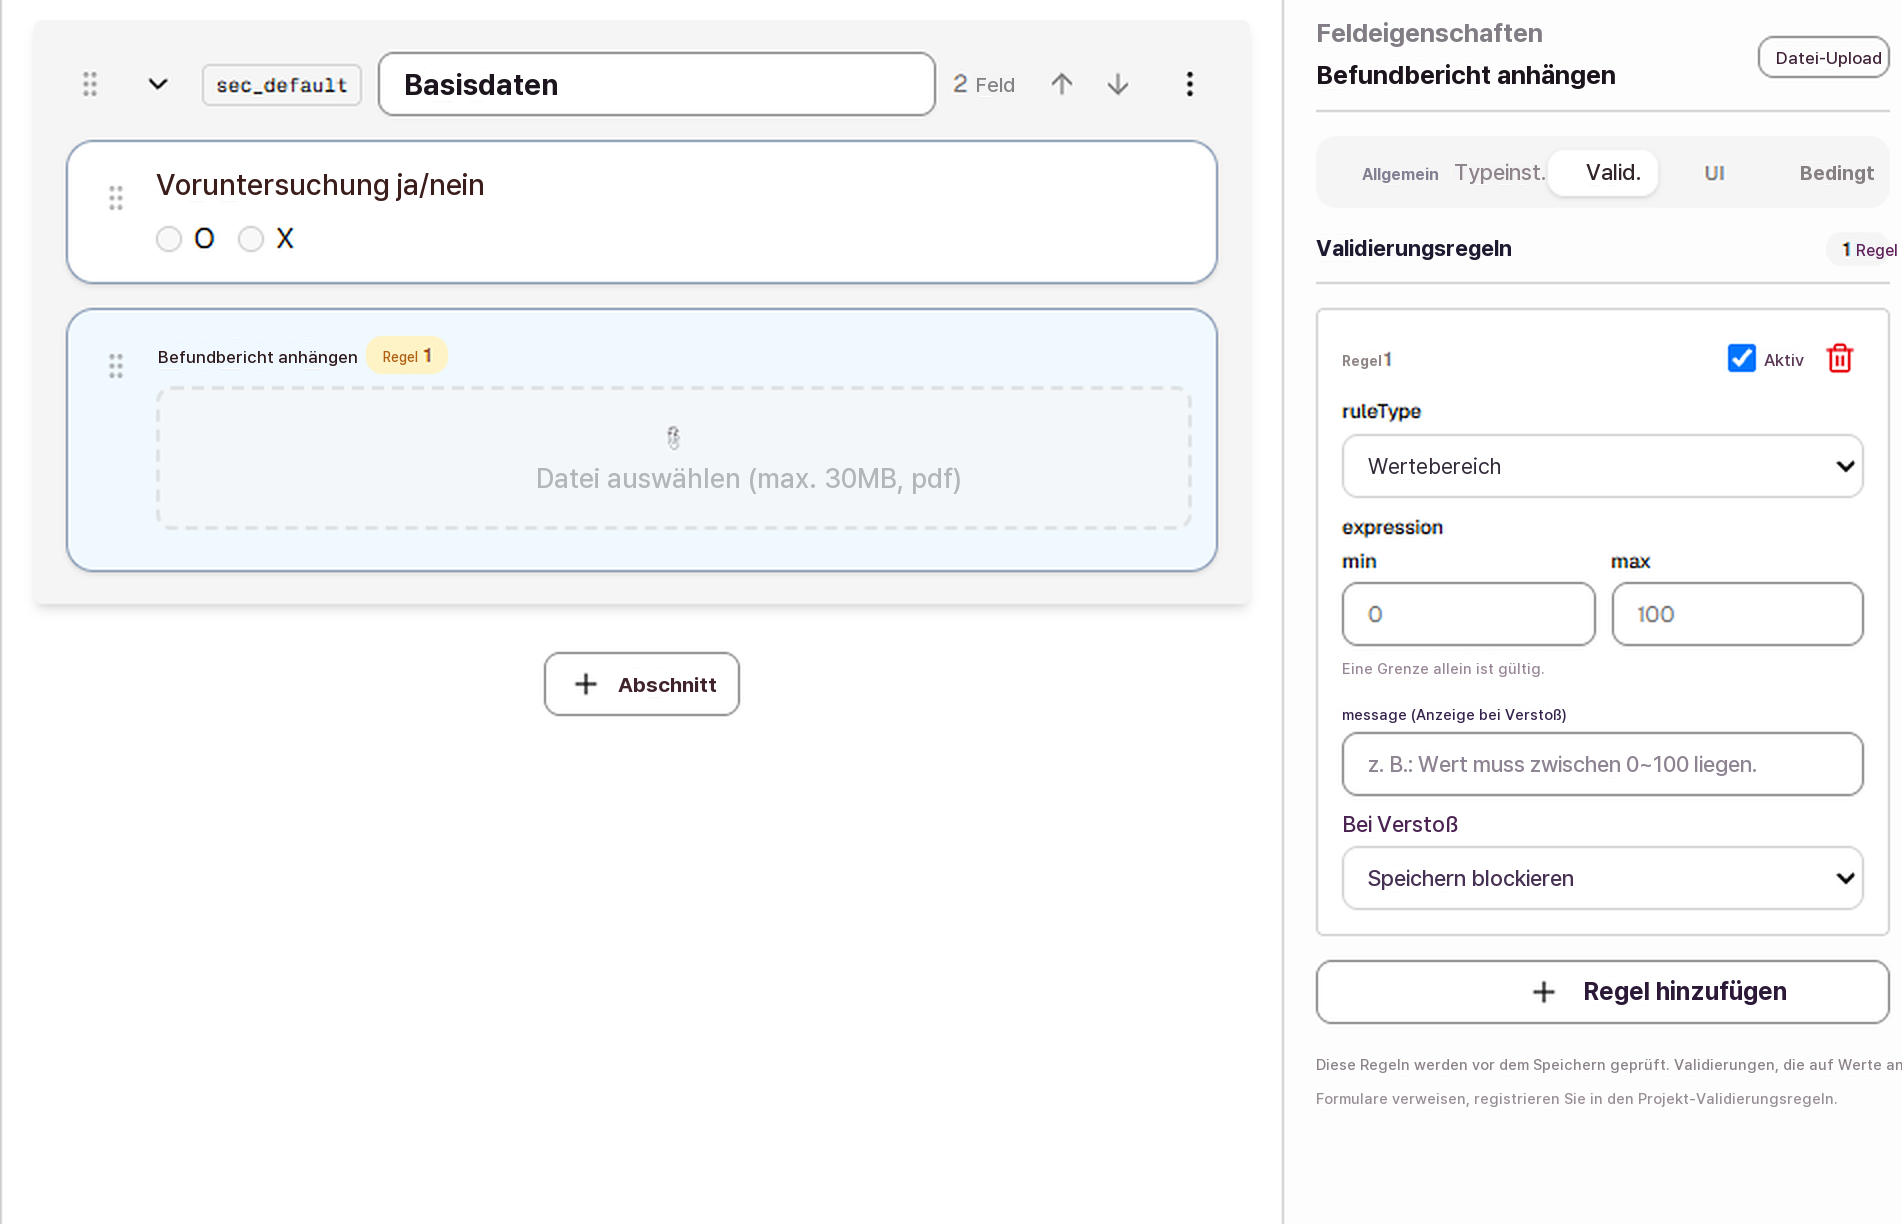 sec_default
Basisdaten
2 Feld
Voruntersuchung ja/nein
O X
Befundbericht anhängen Regel 1
Datei auswählen (max. 30MB, pdf)
Abschnitt
Feldeigenschaften
Befundbericht anhängen
Datei-Upload
Allgemein Typeinst. Valid. UI Bedingt
Validierungsregeln 1 Regel
Regel 1 Aktiv
ruleType
Wertebereich
expression
min max
0 100
Eine Grenze allein ist gültig.
message (Anzeige bei Verstoß)
z. B.: Wert muss zwischen 0~100 liegen.
Bei Verstoß
Speichern blockieren
Regel hinzufügen
Diese Regeln werden vor dem Speichern geprüft. Validierungen, die auf Werte an
Formulare verweisen, registrieren Sie in den Projekt-Validierungsregeln.